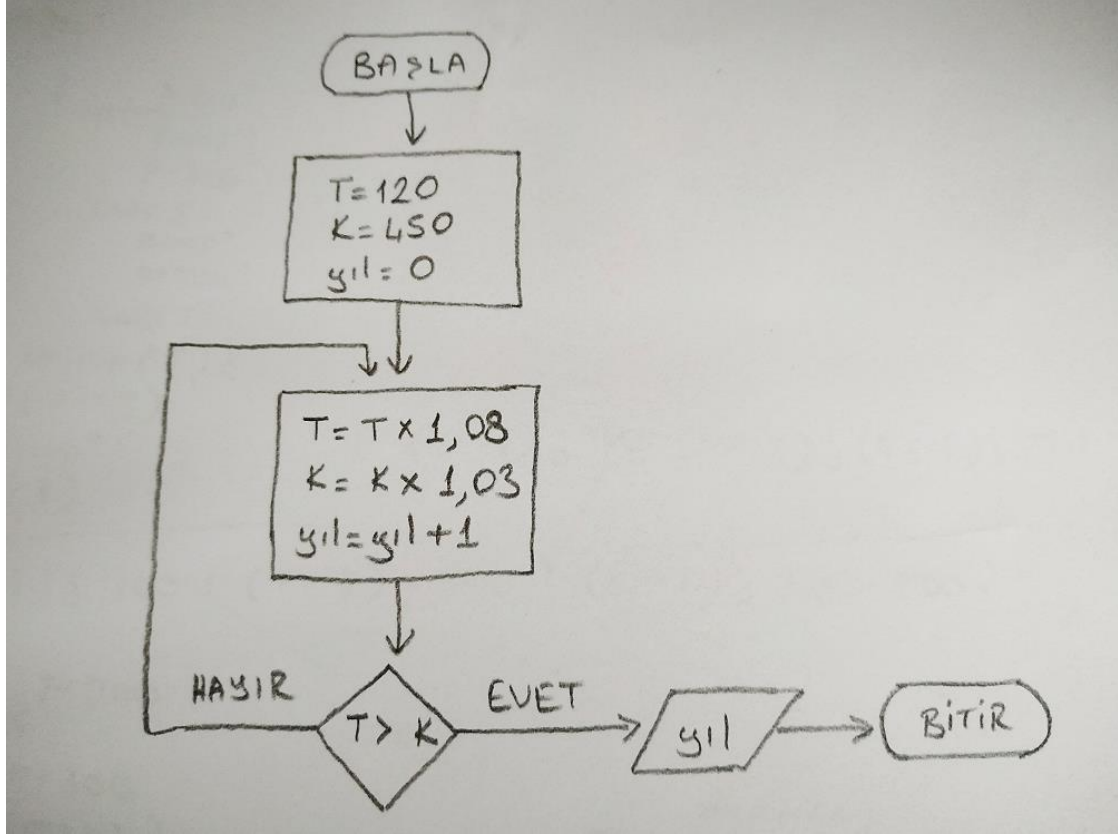 BAŞLA
T=120
K=450
yıl=0
T=T×1,08
K=K×1,03
yıl=yıl+1
HAYIR
T> K
EVET
yıl
BİTİR